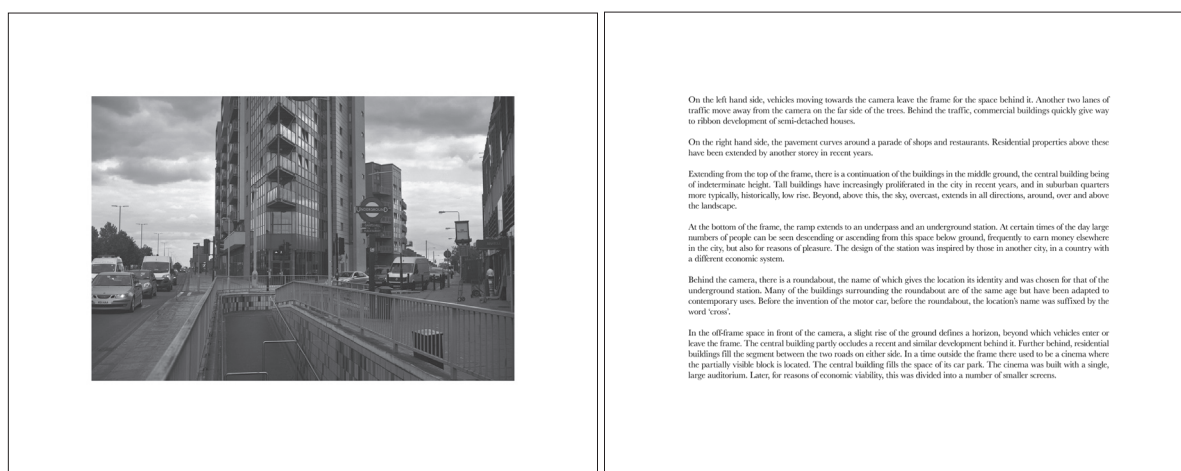 On the left hand side, vehicles moving towards the camera leave the frame for the space behind it. Another two lanes of
traffic move away from the camera on the far side of the trees. Behind the traffic, commercial buildings quickly give way
to ribbon development of semi-detached houses.
On the right hand side, the pavement curves around a parade of shops and restaurants. Residential properties above these
have been extended by another storey in recent years.
Extending from the top of the frame, there is a continuation of the buildings in the middle ground, the central building being
of indeterminate height. Tall buildings have increasingly proliferated in the city in recent years, and in suburban quarters
more typically, historically, low rise. Beyond, above this, the sky, overcast, extends in all directions, around, over and above
the landscape.
At the bottom of the frame, the ramp extends to an underpass and an underground station. At certain times of the day large
numbers of people can be seen descending or ascending from this space below ground, frequently to earn money elsewhere
in the city, but also for reasons of pleasure. The design of the station was inspired by those in another city, in a country with
a different economic system.
Behind the camera, there is a roundabout, the name of which gives the location its identity and was chosen for that of the
underground station. Many of the buildings surrounding the roundabout are of the same age but have been adapted to
contemporary uses. Before the invention of the motor car, before the roundabout, the location's name was suffixed by the
word ‘cross’.
In the off-frame space in front of the camera, a slight rise of the ground defines a horizon, beyond which vehicles enter or
leave the frame. The central building partly occludes a recent and similar development behind it. Further behind, residential
buildings fill the segment between the two roads on either side. In a time outside the frame there used to be a cinema where
the partially visible block is located. The central building fills the space of its car park. The cinema was built with a single,
large auditorium. Later, for reasons of economic viability, this was divided into a number of smaller screens.